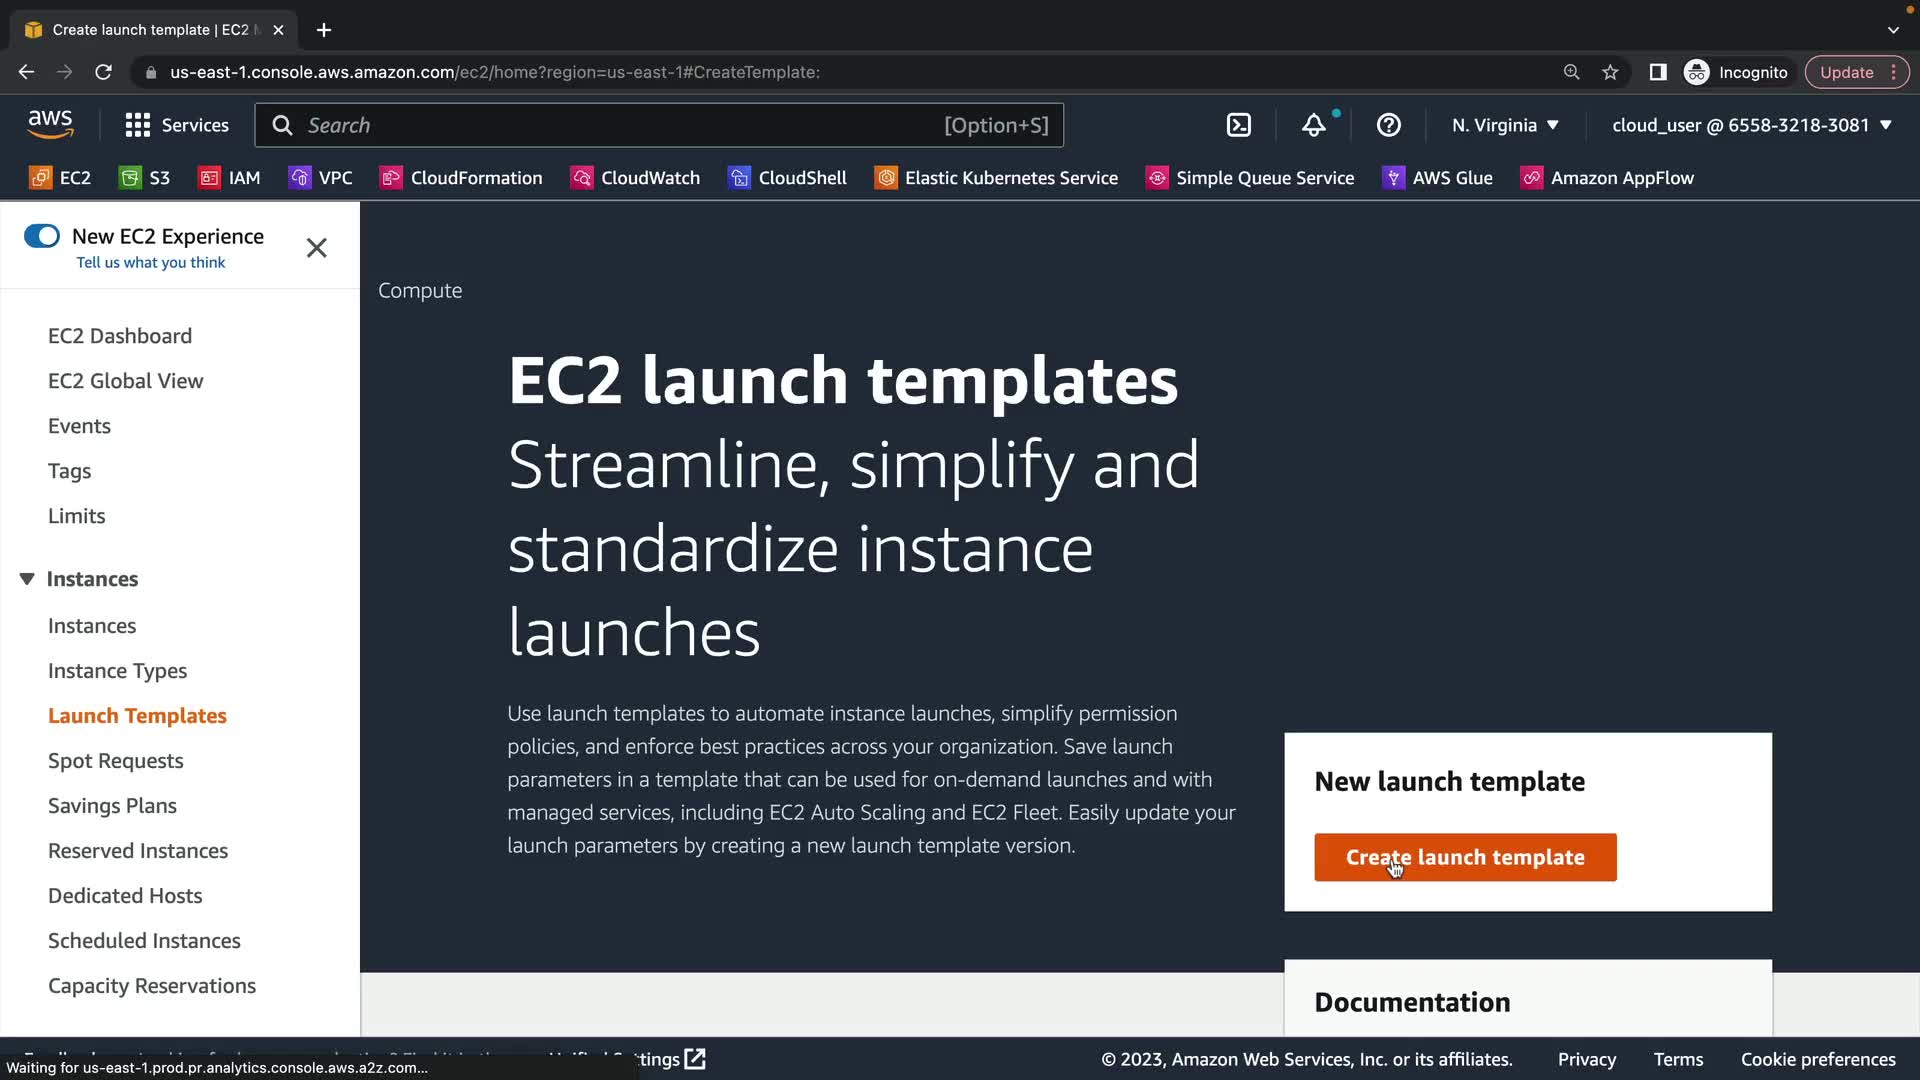 Create launch template | EC2 M
us-east-1.console.aws.amazon.com/ec2/home?region=us-east-1#CreateTemplate:
Incognito
Update
aws
Services
Search
[Option+S]
N. Virginia
cloud_user @ 6558-3218-3081
EC2
S3
IAM
VPC
CloudFormation
CloudWatch
CloudShell
Elastic Kubernetes Service
Simple Queue Service
AWS Glue
Amazon AppFlow
New EC2 Experience
Tell us what you think
EC2 Dashboard
EC2 Global View
Events
Tags
Limits
Instances
Instances
Instance Types
Launch Templates
Spot Requests
Savings Plans
Reserved Instances
Dedicated Hosts
Scheduled Instances
Capacity Reservations
Compute
EC2 launch templates
Streamline, simplify and
standardize instance
launches
Use launch templates to automate instance launches, simplify permission
policies, and enforce best practices across your organization. Save launch
parameters in a template that can be used for on-demand launches and with
managed services, including EC2 Auto Scaling and EC2 Fleet. Easily update your
launch parameters by creating a new launch template version.
New launch template
Create launch template
Documentation
Waiting for us-east-1.prod.pr.analytics.console.aws.a2z.com...
© 2023, Amazon Web Services, Inc. or its affiliates.
Privacy
Terms
Cookie preferences